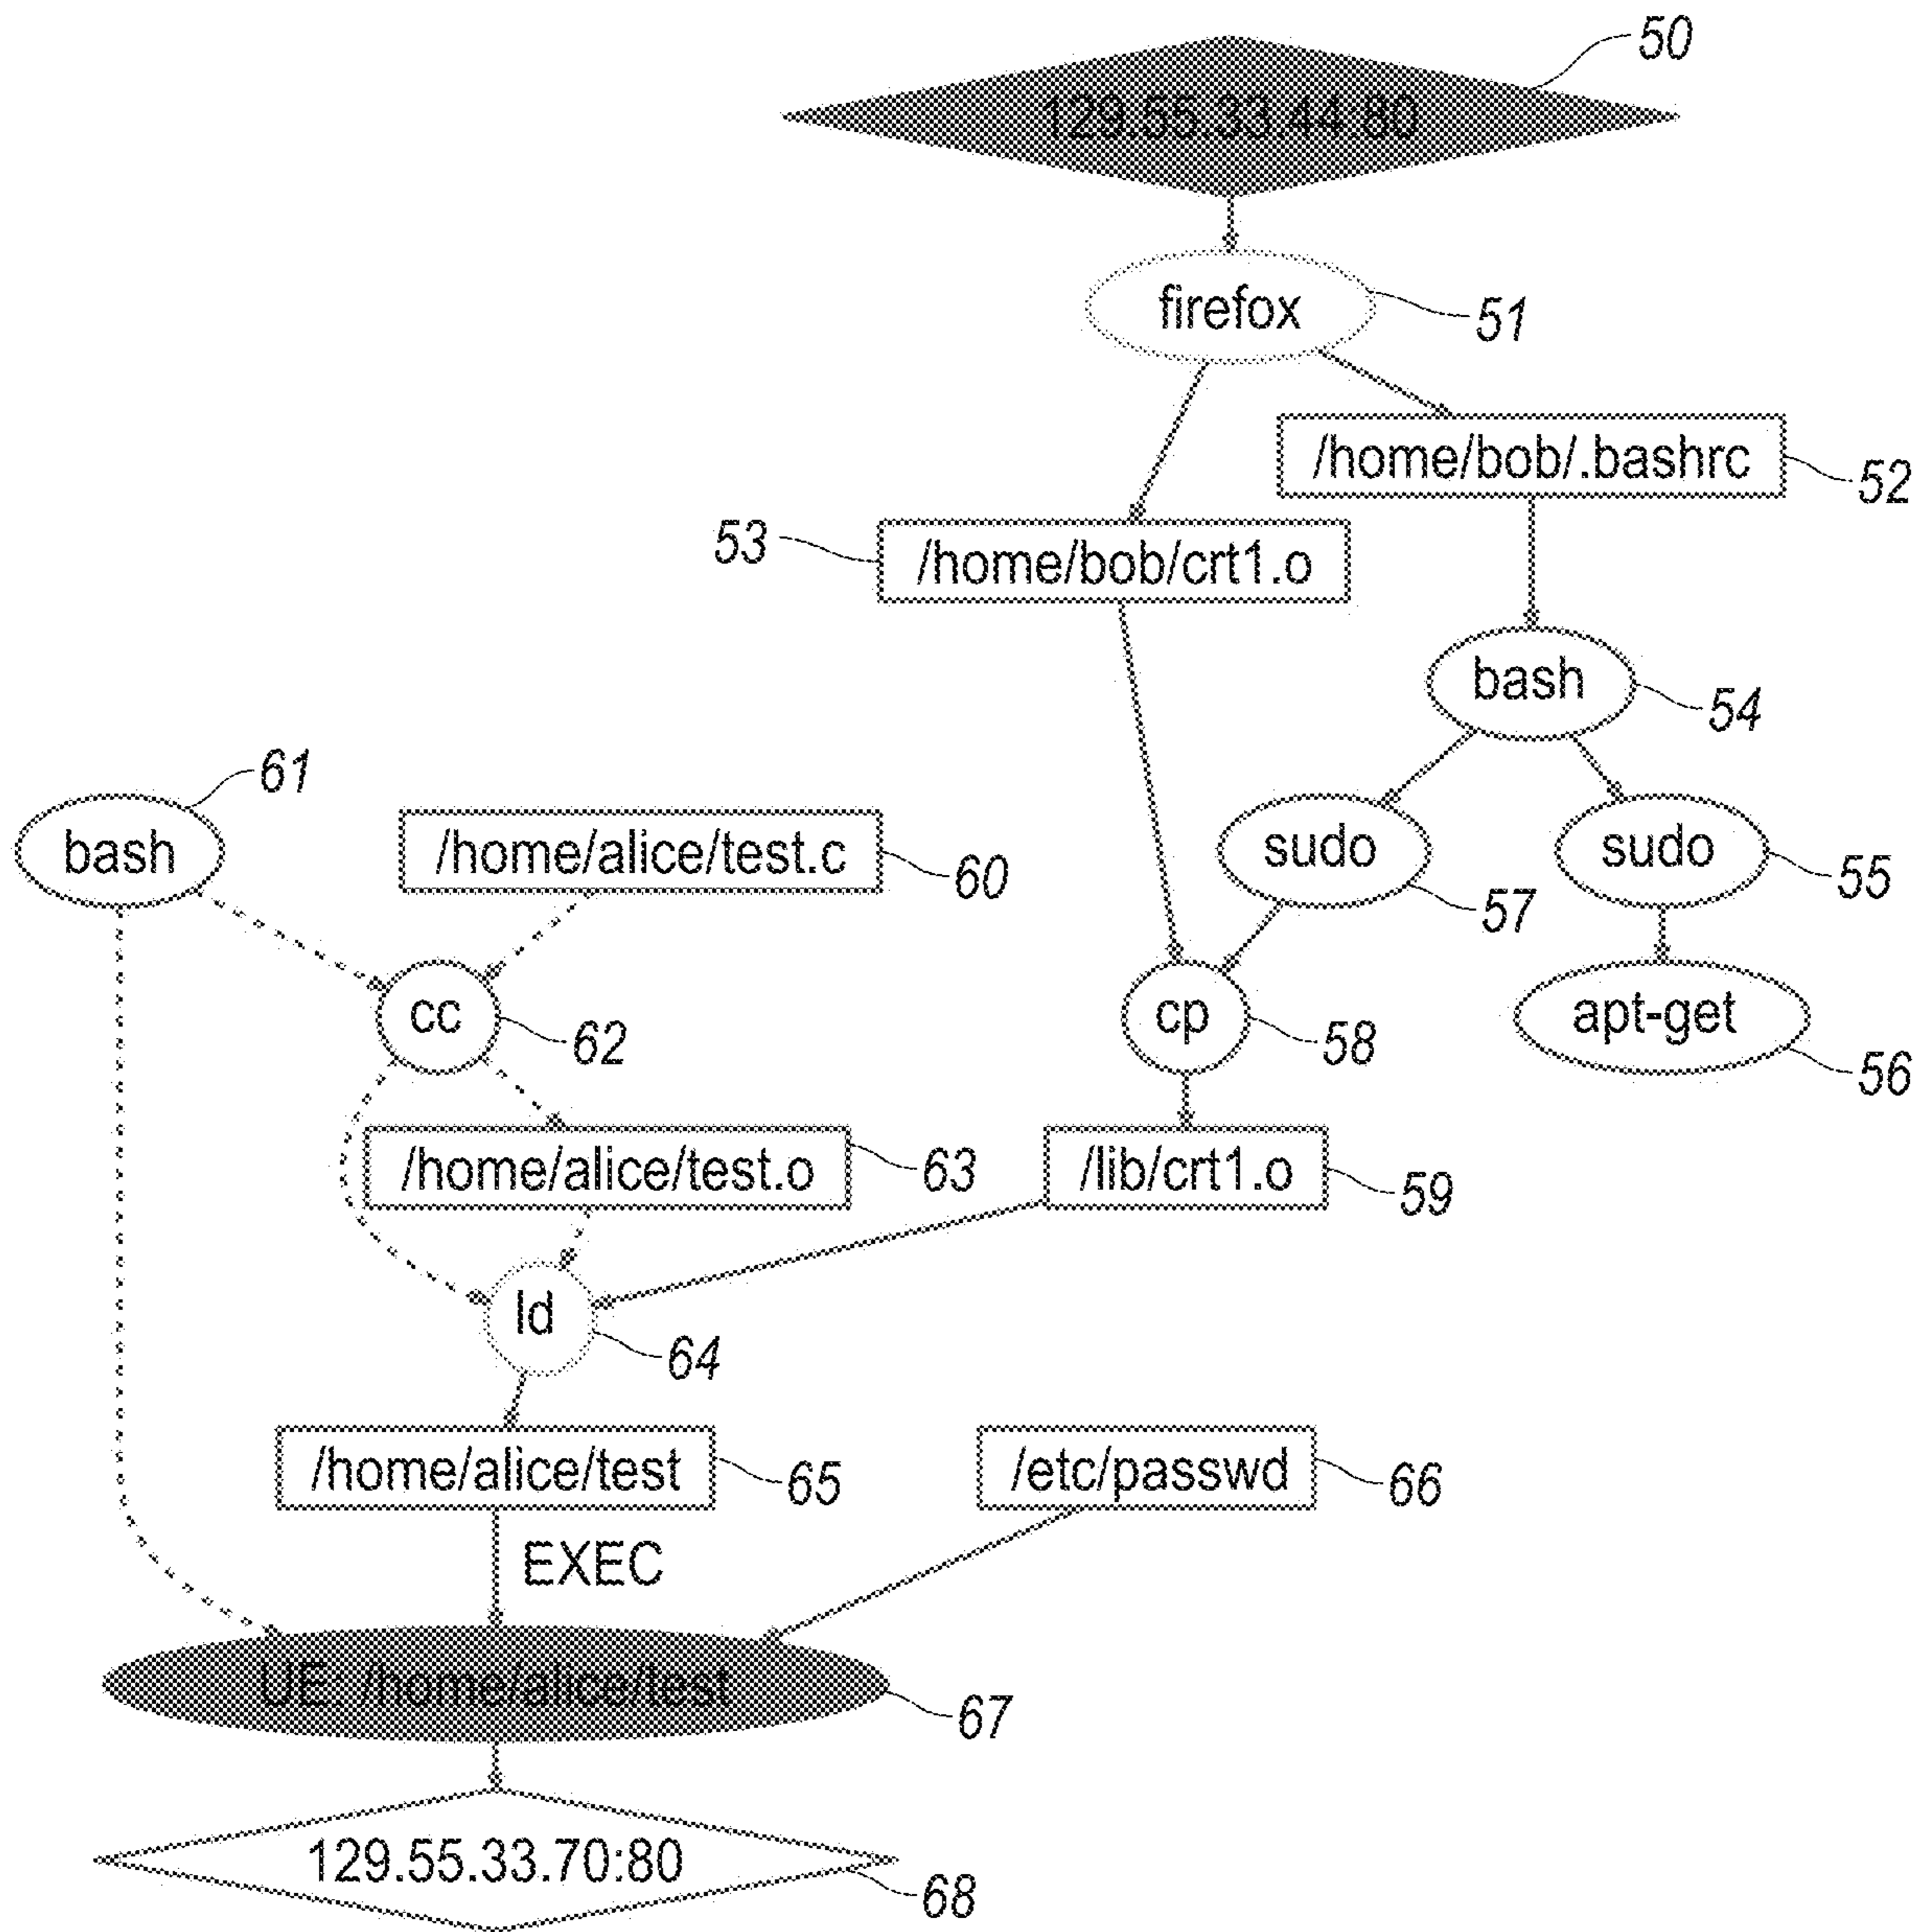 50
129.55.33.44:80
firefox
51
/home/bob/.bashrc
52
53
/home/bob/crt1.o
bash
54
61
bash
/home/alice/test.c
60
sudo
57
sudo
55
cc
62
cp
58
apt-get
56
/home/alice/test.o
63
/lib/crt1.o
59
ld
64
/home/alice/test
65
/etc/passwd
66
EXEC
UE: /home/alice/test
67
129.55.33.70:80
68